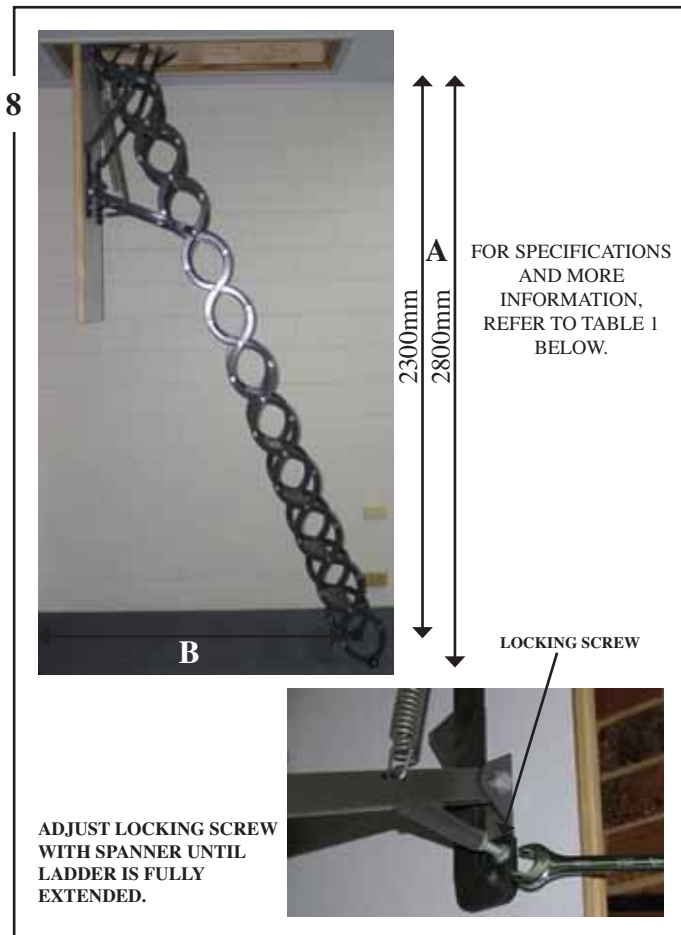 8
A
2300mm
2800mm
FOR SPECIFICATIONS
AND MORE
INFORMATION,
REFER TO TABLE 1
BELOW.
B
LOCKING SCREW
ADJUST LOCKING SCREW
WITH SPANNER UNTIL
LADDER IS FULLY
EXTENDED.